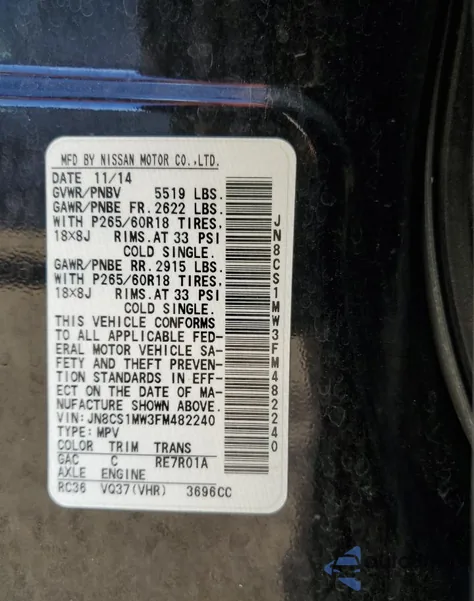 MFD BY NISSAN MOTOR CO.,LTD.
DATE 11/14
GVWR/PNBV 5519 LBS.
GAWR/PNBE FR. 2622 LBS.
WITH P265/60R18 TIRES.
18X8J RIMS.AT 33 PSI
COLD SINGLE.
GAWR/PNBE RR. 2915 LBS.
WITH P265/60R18 TIRES.
18X8J RIMS.AT 33 PSI
COLD SINGLE.
THIS VEHICLE CONFORMS
TO ALL APPLICABLE FED-
ERAL MOTOR VEHICLE SA-
FETY AND THEFT PREVEN-
TION STANDARDS IN EFF-
ECT ON THE DATE OF MA-
NUFACTURE SHOWN ABOVE.
VIN: JN8CS1MW3FM482240
TYPE: MPV
COLOR TRIM TRANS
GAC C RE7R01A
AXLE ENGINE
RC36 VQ37(VHR) 3696CC
JN8CS1MW3FM482240